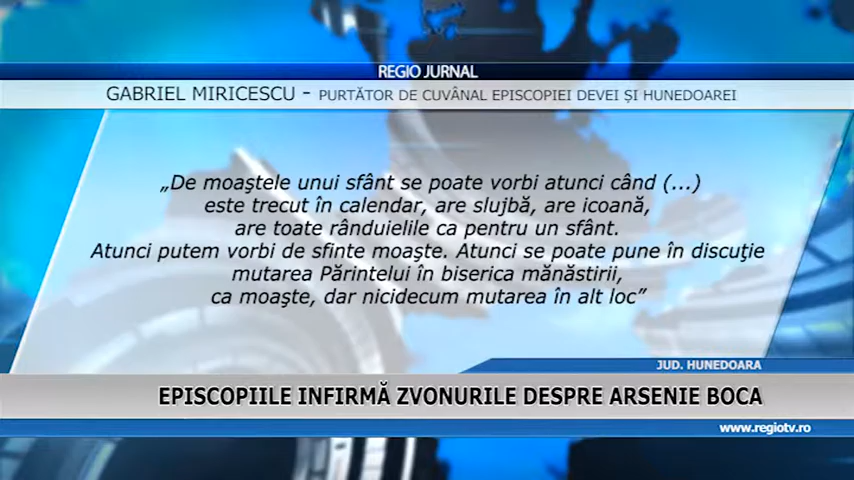 REGIO JURNAL
GABRIEL MIRICESCU - PURTĂTOR DE CUVÂNAL EPISCOPIEI DEVEI ȘI HUNEDOAREI
„De moaştele unui sfânt se poate vorbi atunci când (...)
este trecut în calendar, are slujbă, are icoană,
are toate rânduielile ca pentru un sfânt.
Atunci putem vorbi de sfinte moaşte. Atunci se poate pune în discuţie
mutarea Părintelui în biserica mănăstirii,
ca moaşte, dar nicidecum mutarea în alt loc”
JUD. HUNEDOARA
EPISCOPIILE INFIRMĂ ZVONURILE DESPRE ARSENIE BOCA
www.regiotv.ro